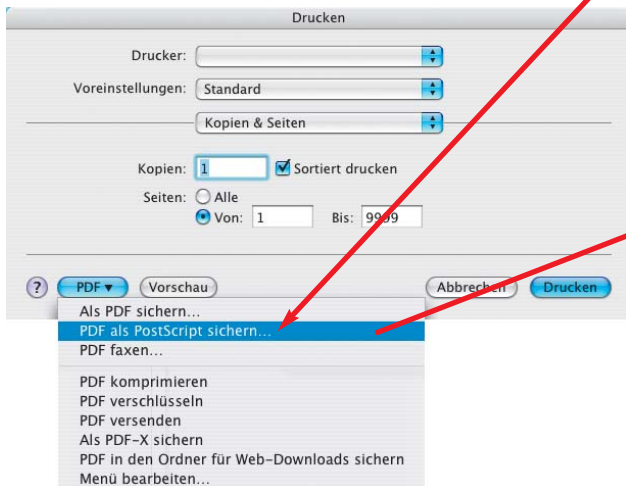 Drucken
Drucker:
Voreinstellungen: Standard
Kopien & Seiten
Kopien: 1 Sortiert drucken
Seiten: Alle
Von: 1 Bis: 9999
? PDF Vorschau Abbrechen Drucken
Als PDF sichern...
PDF als PostScript sichern...
PDF faxen...
PDF komprimieren
PDF verschlüsseln
PDF versenden
Als PDF-X sichern
PDF in den Ordner für Web-Downloads sichern
Menü bearbeiten...